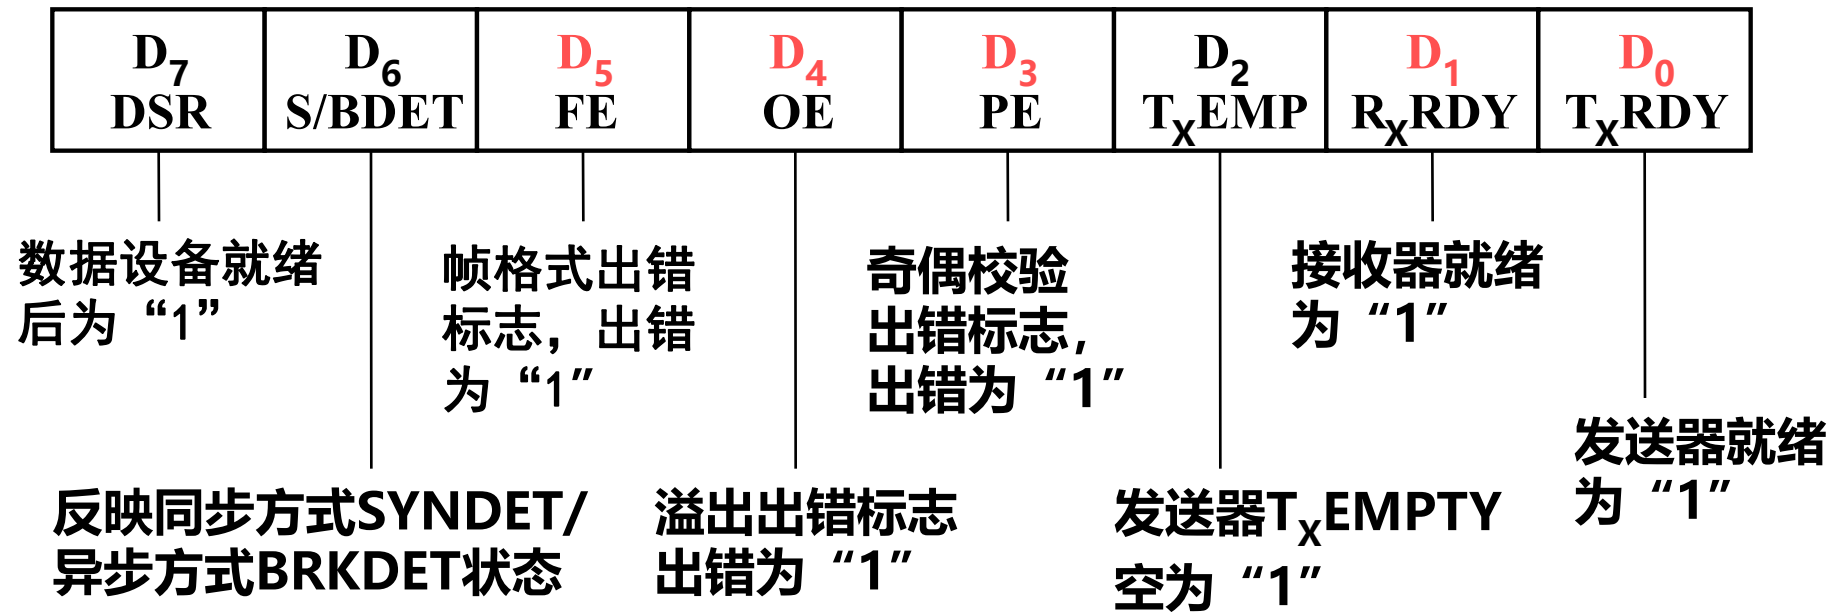 D₇ D₆ D₅ D₄ D₃ D₂ D₁ D₀
DSR S/BDET FE OE PE TₓEMP RₓRDY TₓRDY
数据设备就绪
后为“1”
帧格式出错
标志，出错
为“1”
奇偶校验
出错标志，
出错为“1”
接收器就绪
为“1”
发送器就绪
为“1”
反映同步方式SYNDET/
异步方式BRKDET状态
溢出出错标志
出错为“1”
发送器TₓEMPTY
空为“1”